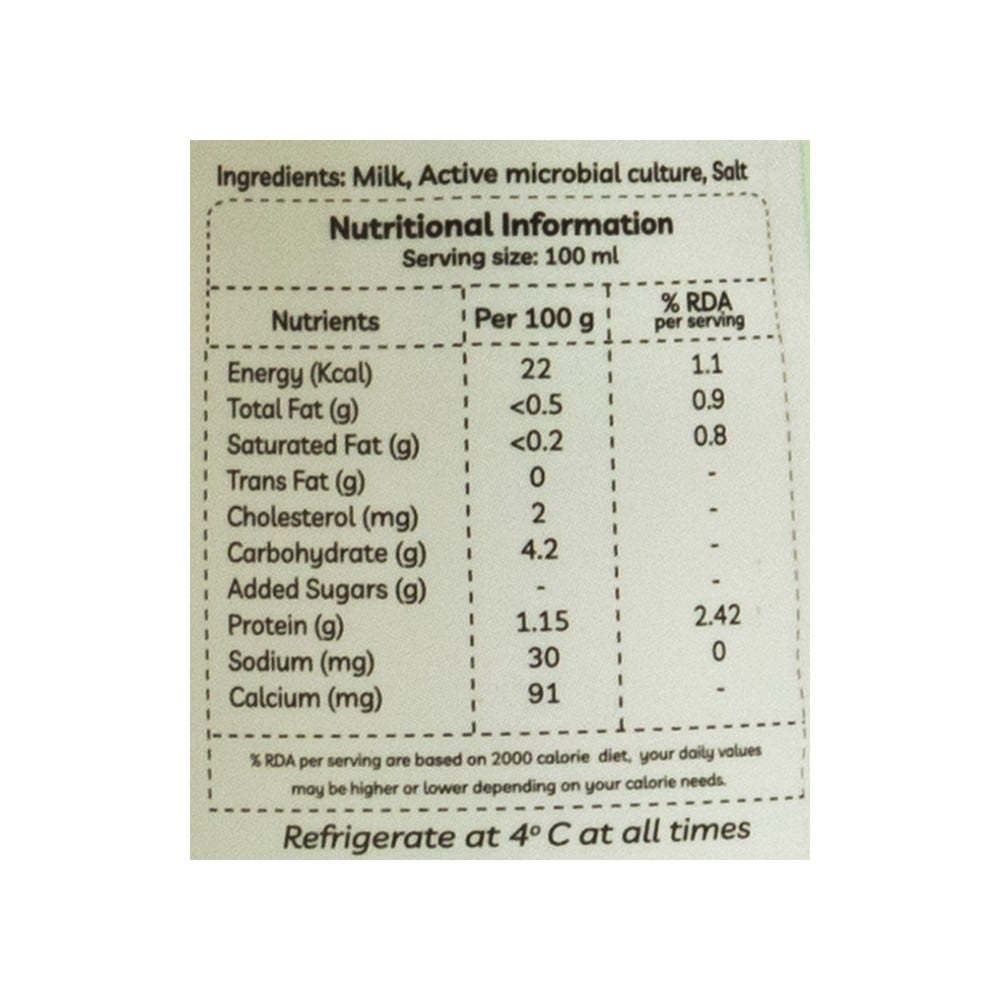 Ingredients: Milk, Active microbial culture, Salt
Nutritional Information
Serving size: 100 ml
Nutrients Per 100 g % RDA per serving
Energy (Kcal) 22 1.1
Total Fat (g) <0.5 0.9
Saturated Fat (g) <0.2 0.8
Trans Fat (g) 0 -
Cholesterol (mg) 2 -
Carbohydrate (g) 4.2 -
Added Sugars (g) - -
Protein (g) 1.15 2.42
Sodium (mg) 30 0
Calcium (mg) 91 -
% RDA per serving are based on 2000 calorie diet, your daily values
may be higher or lower depending on your calorie needs.
Refrigerate at 4º C at all times